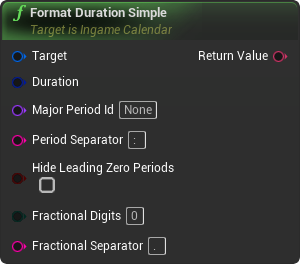 f Format Duration Simple
Target is Ingame Calendar
Target Return Value
Duration
Major Period Id None
Period Separator :
Hide Leading Zero Periods
Fractional Digits 0
Fractional Separator .